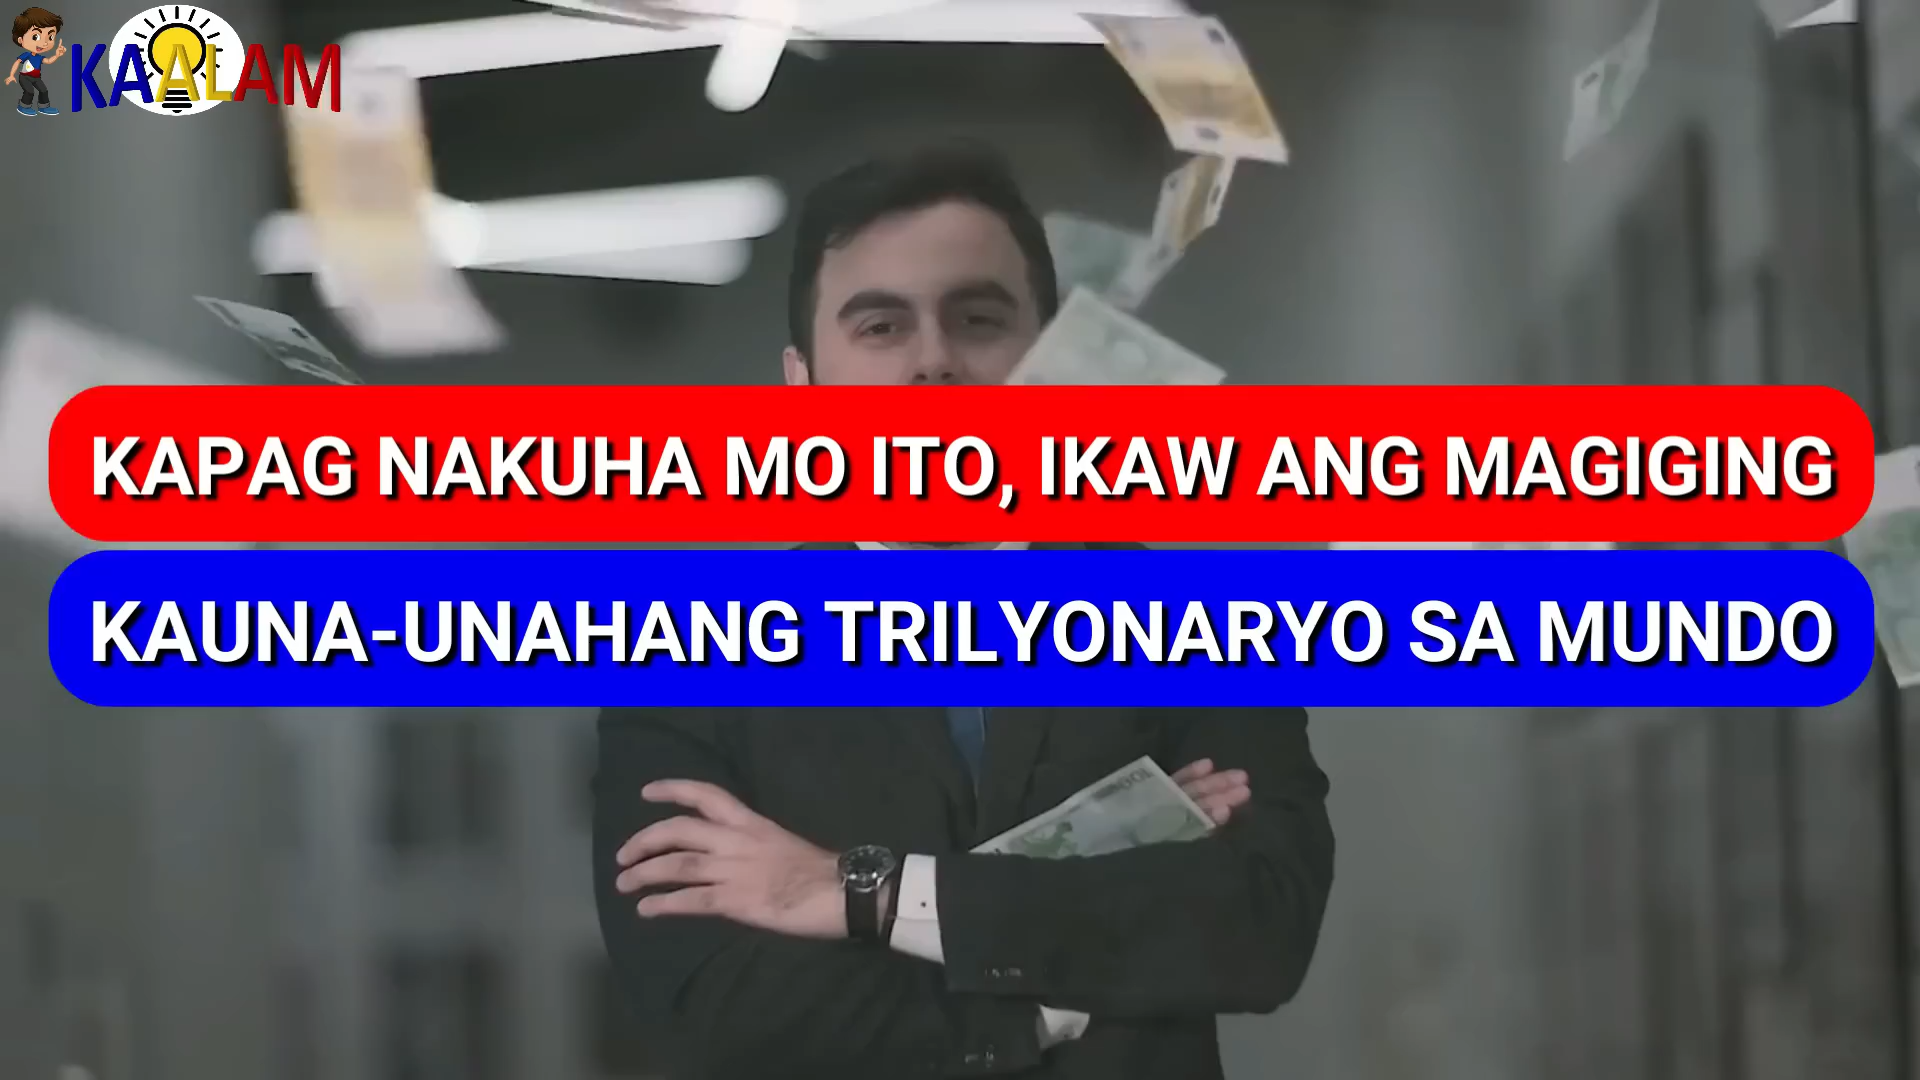 KAALAM
KAPAG NAKUHA MO ITO, IKAW ANG MAGIGING
KAUNA-UNAHANG TRILYONARYO SA MUNDO